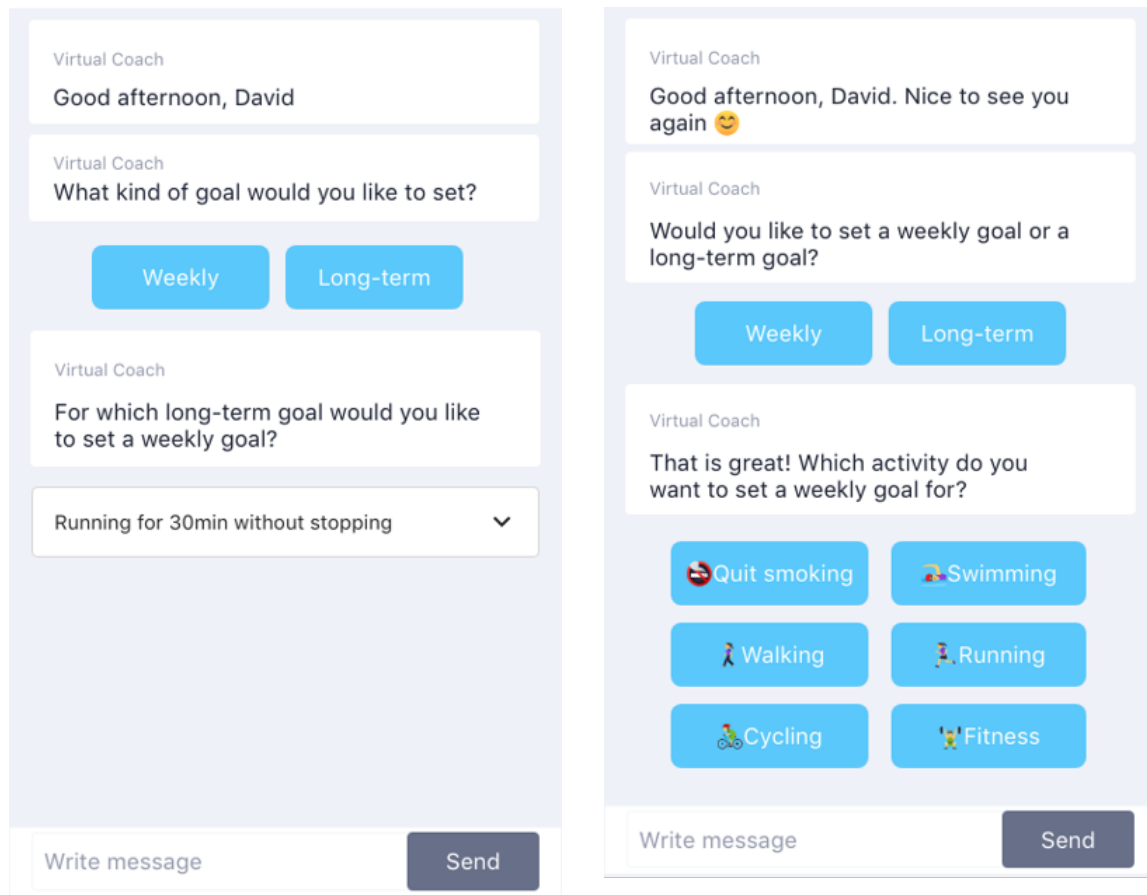 Virtual Coach
Good afternoon, David
Virtual Coach
What kind of goal would you like to set?
Weekly
Long-term
Virtual Coach
For which long-term goal would you like
to set a weekly goal?
Running for 30min without stopping
Write message
Send
Virtual Coach
Good afternoon, David. Nice to see you
again 😊
Virtual Coach
Would you like to set a weekly goal or a
long-term goal?
Weekly
Long-term
Virtual Coach
That is great! Which activity do you
want to set a weekly goal for?
🚭Quit smoking
🏊Swimming
🚶Walking
🏃Running
🚴Cycling
🏋Fitness
Write message
Send